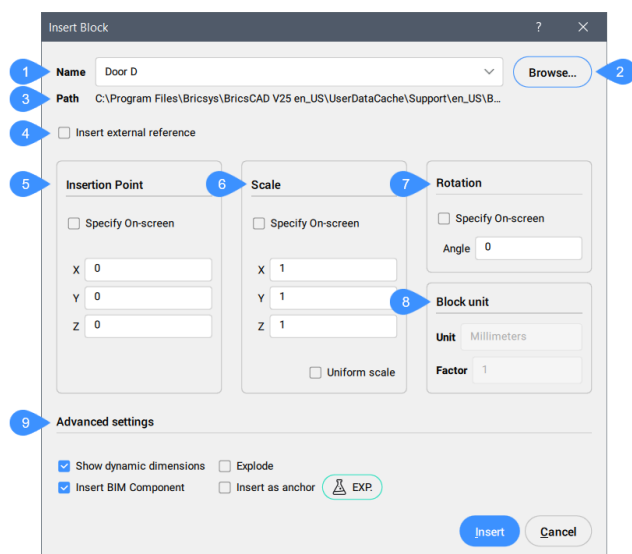 Insert Block ? ×
1 Name Door D Browse... 2
3 Path C:\Program Files\Bricsys\BricsCAD V25 en_US\UserDataCache\Support\en_US\B...
4 Insert external reference
5 Insertion Point 6 Scale 7 Rotation
Specify On-screen Specify On-screen Specify On-screen
Angle 0
X 0 X 1
Y 0 Y 1 8 Block unit
Z 0 Z 1
Unit Millimeters
Uniform scale Factor 1
9 Advanced settings
Show dynamic dimensions Explode
Insert BIM Component Insert as anchor EXP.
Insert Cancel